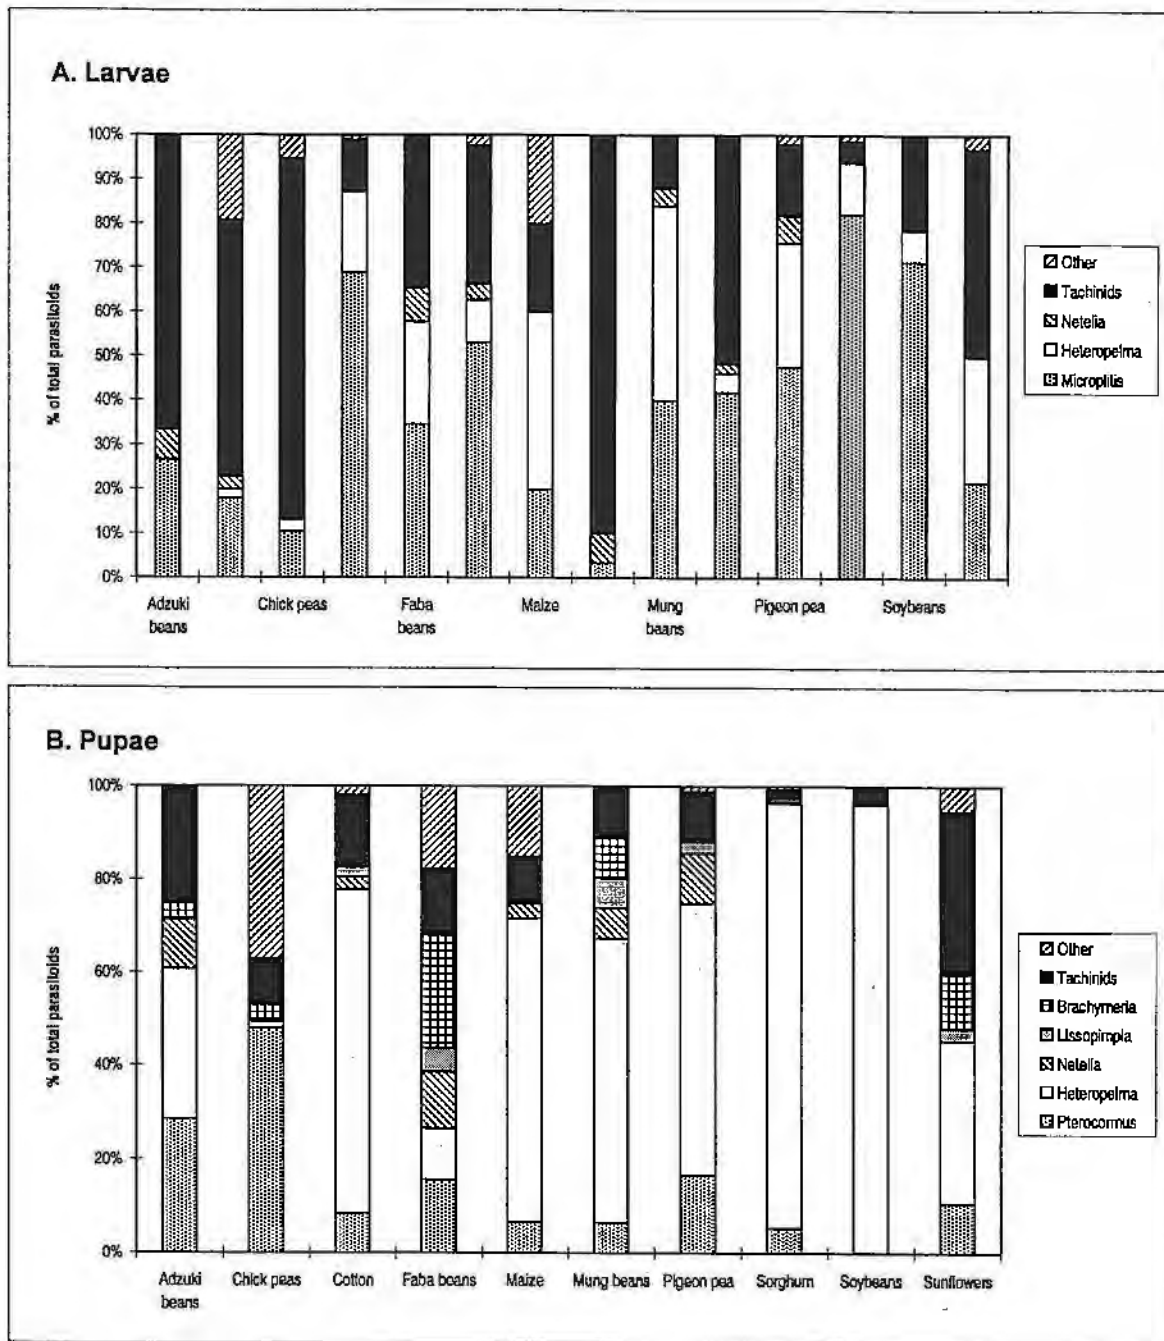 A. Larvae
100%
90%
80%
70%
60%
50%
40%
30%
20%
10%
0%
% of total parasitoids
Adzuki beans
Chick peas
Faba beans
Maize
Mung beans
Pigeon pea
Soybeans
Other
Tachinids
Netelia
Heteropelma
Microplitis
B. Pupae
100%
80%
60%
40%
20%
0%
% of total parasitoids
Adzuki beans
Chick peas
Cotton
Faba beans
Maize
Mung beans
Pigeon pea
Sorghum
Soybeans
Sunflowers
Other
Tachinids
Brachymeria
Lissopimpla
Netelia
Heteropelma
Pterocormus